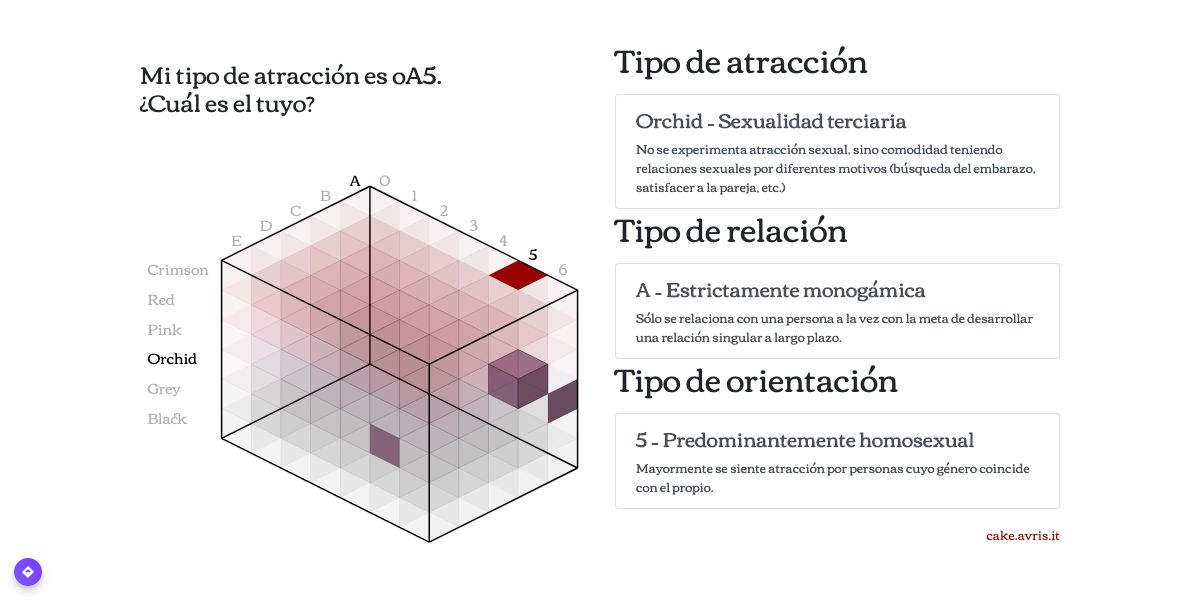 Mi tipo de atracción es oA5.
¿Cuál es el tuyo?
A
0
B
1
C
2
D
3
E
4
5
6
Crimson
Red
Pink
Orchid
Grey
Black
Tipo de atracción
Orchid - Sexualidad terciaria
No se experimenta atracción sexual, sino comodidad teniendo
relaciones sexuales por diferentes motivos (búsqueda del embarazo,
satisfacer a la pareja, etc.)
Tipo de relación
A - Estrictamente monogámica
Sólo se relaciona con una persona a la vez con la meta de desarrollar
una relación singular a largo plazo.
Tipo de orientación
5 - Predominantemente homosexual
Mayormente se siente atracción por personas cuyo género coincide
con el propio.
cake.avris.it